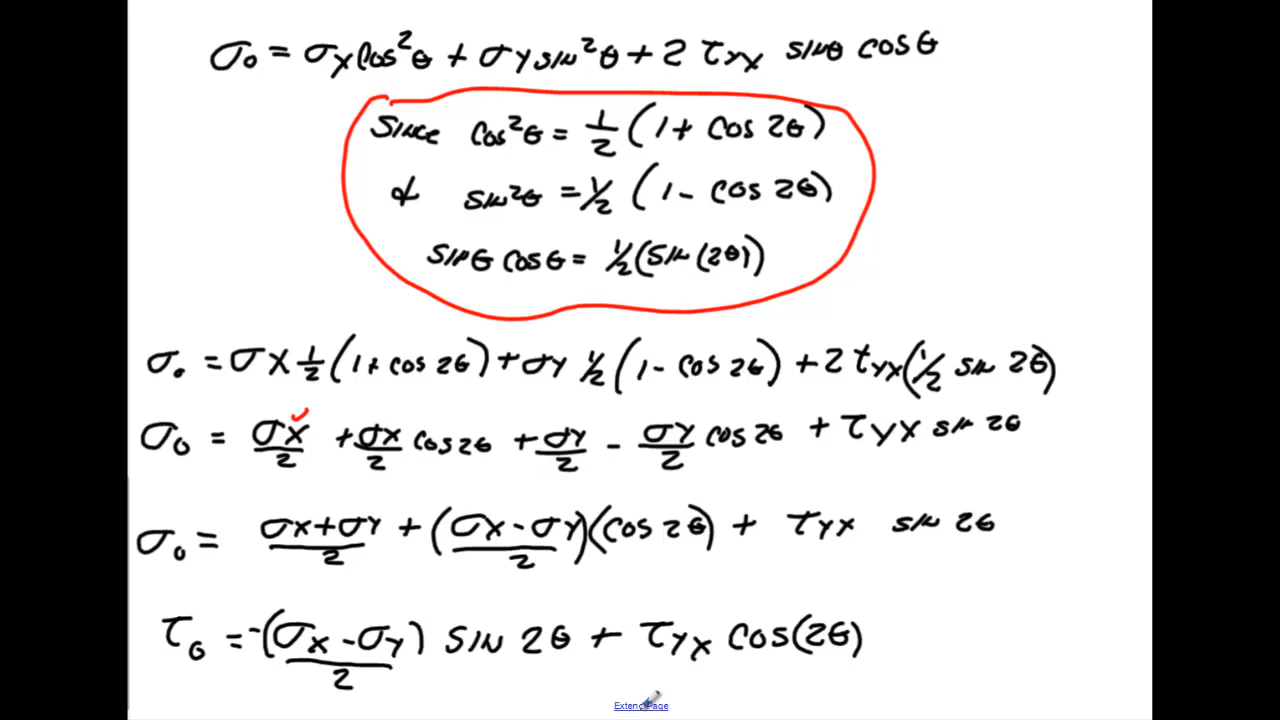 σθ = σx cos²θ + σy sin²θ + 2 τyx sinθ cosθ
Since cos²θ = 1/2 (1 + cos 2θ)
& sin²θ = 1/2 (1 - cos 2θ)
sinθ cosθ = 1/2 (sin(2θ))
σθ = σx 1/2 (1 + cos 2θ) + σy 1/2 (1 - cos 2θ) + 2 τyx (1/2 sin 2θ)
σθ = σx/2 + σx/2 cos2θ + σy/2 - σy/2 cos2θ + τyx sin 2θ
σθ = σx+σy/2 + (σx-σy/2)(cos 2θ) + τyx sin 2θ
τθ = -(σx-σy)/2 sin 2θ + τyx cos(2θ)
Extend Page